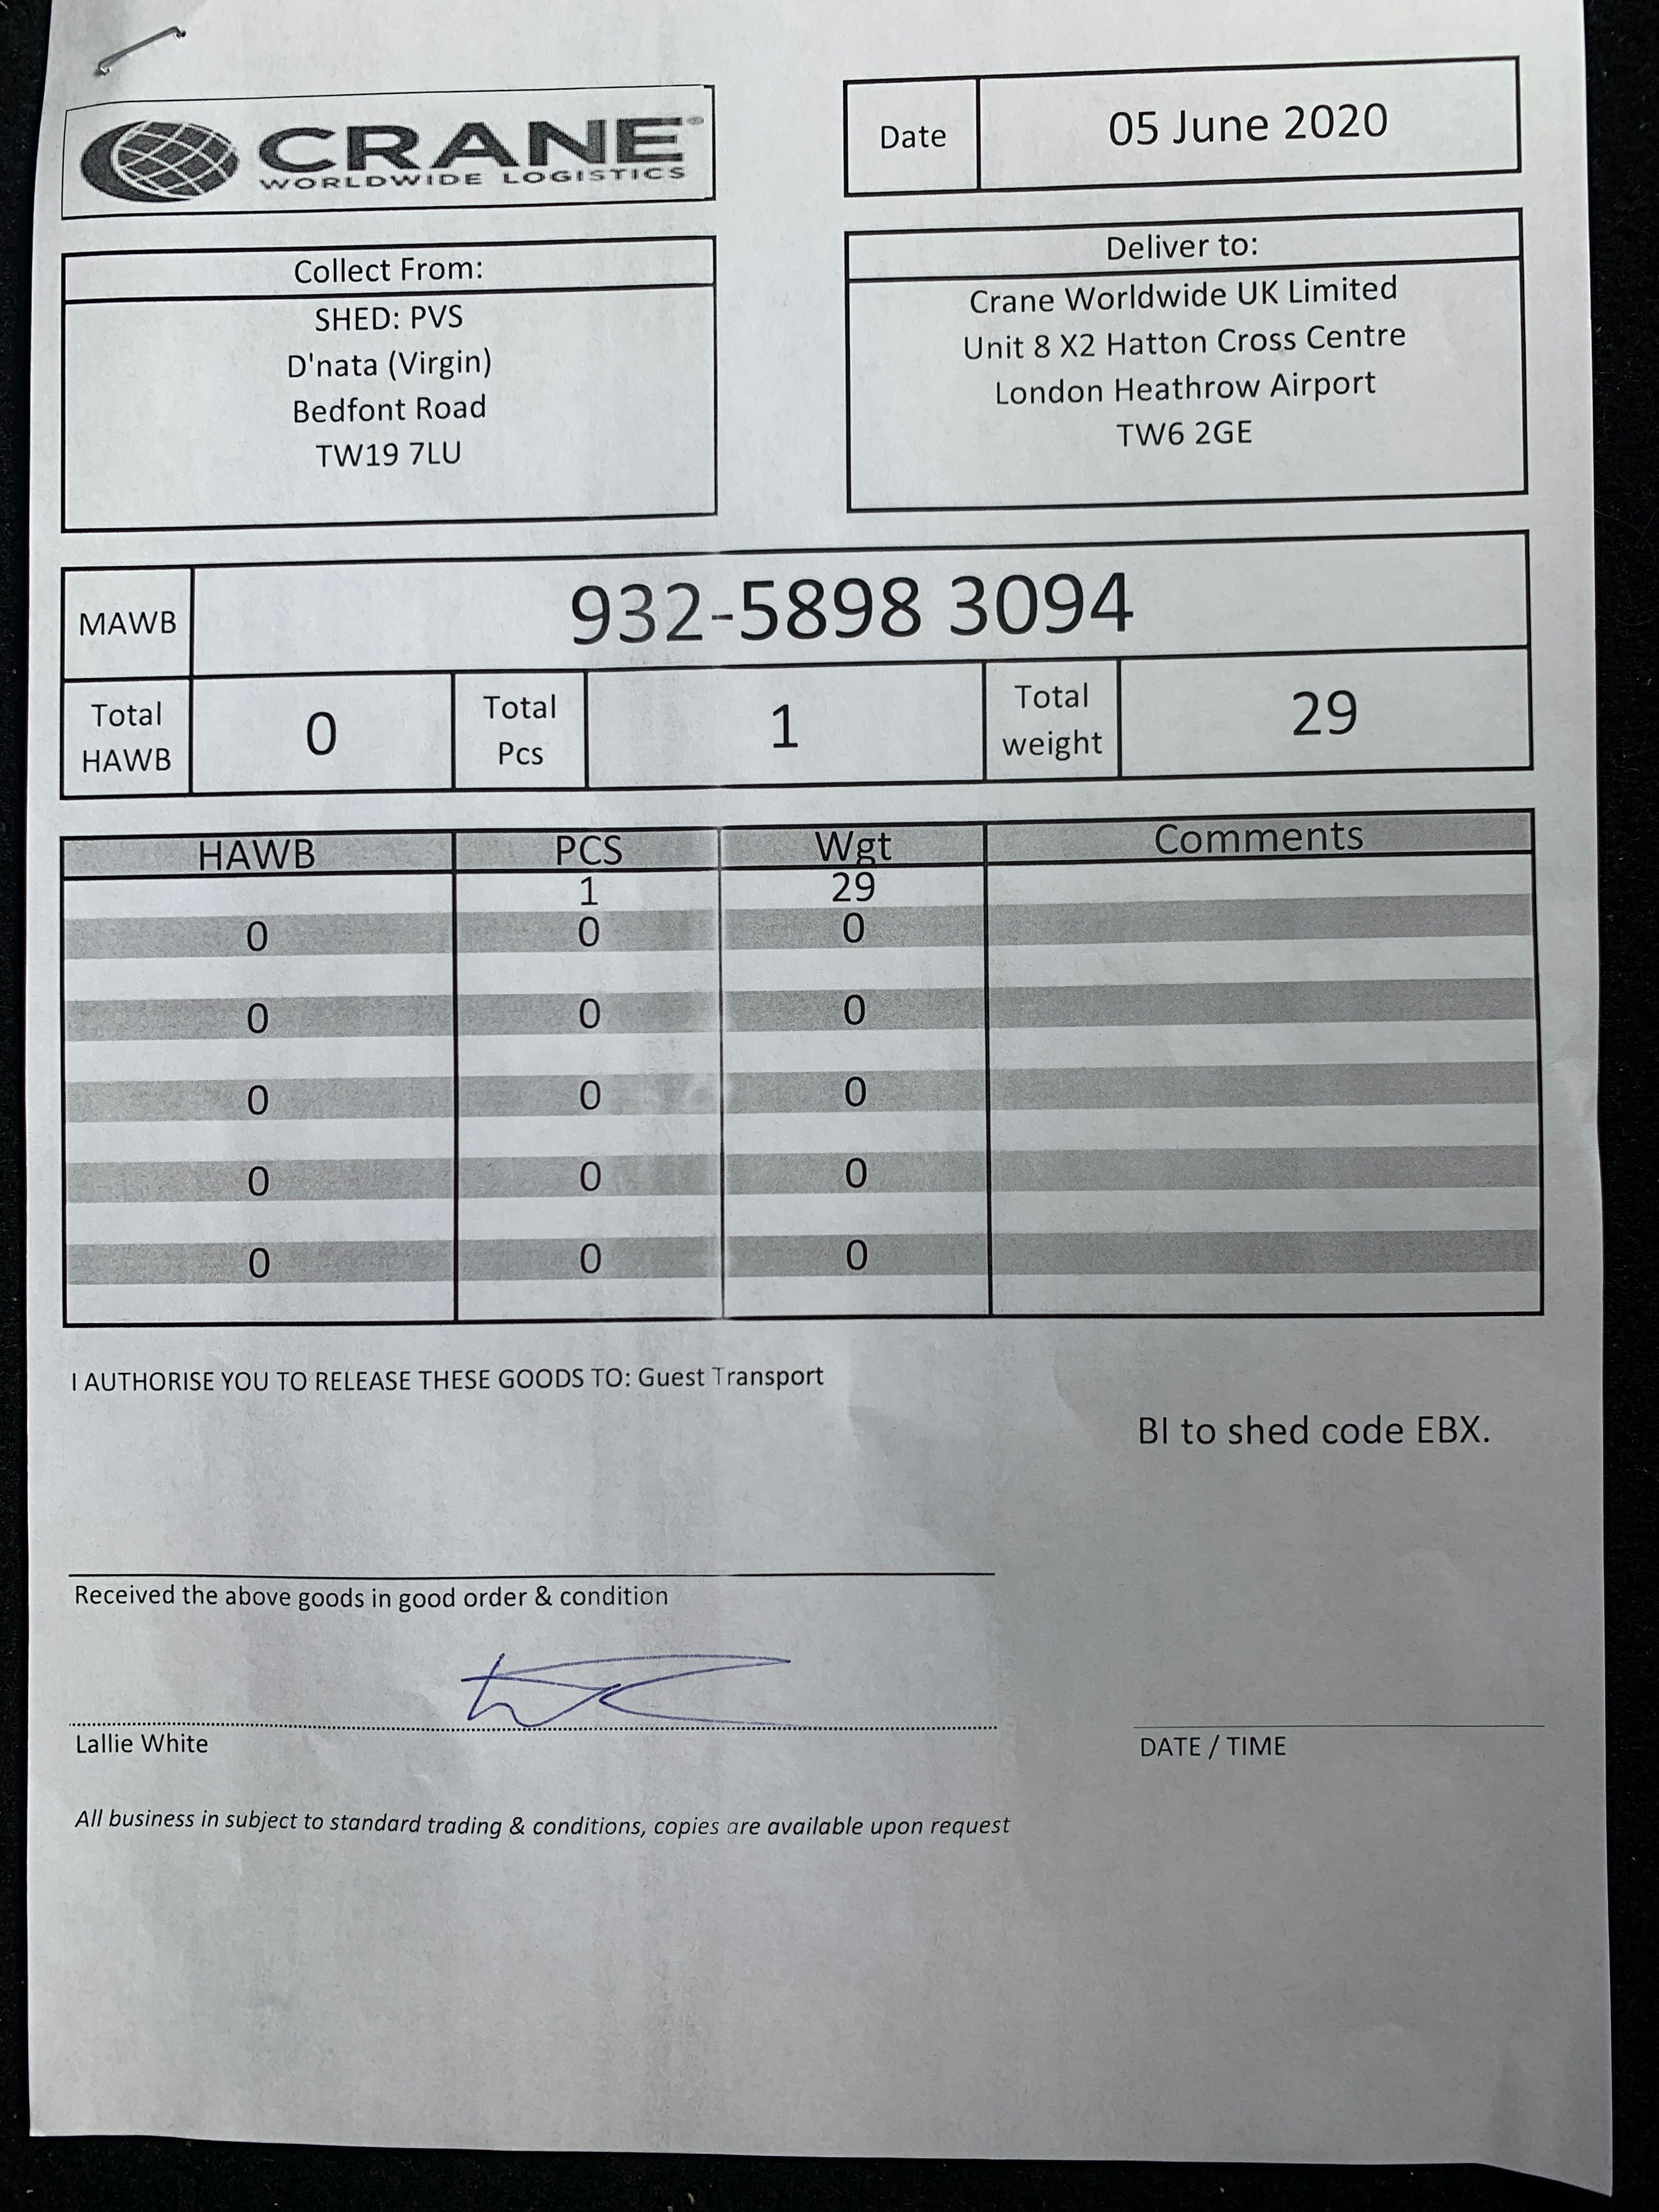 CRANE®
WORLDWIDE LOGISTICS
Date
05 June 2020
Collect From:
SHED: PVS
D'nata (Virgin)
Bedfont Road
TW19 7LU
Deliver to:
Crane Worldwide UK Limited
Unit 8 X2 Hatton Cross Centre
London Heathrow Airport
TW6 2GE
MAWB
932-5898 3094
Total HAWB
0
Total Pcs
1
Total weight
29
HAWB PCS Wgt Comments
1 29
0 0 0
0 0 0
0 0 0
0 0 0
0 0 0
I AUTHORISE YOU TO RELEASE THESE GOODS TO: Guest Transport
BI to shed code EBX.
Received the above goods in good order & condition
Lallie White
DATE / TIME
All business in subject to standard trading & conditions, copies are available upon request